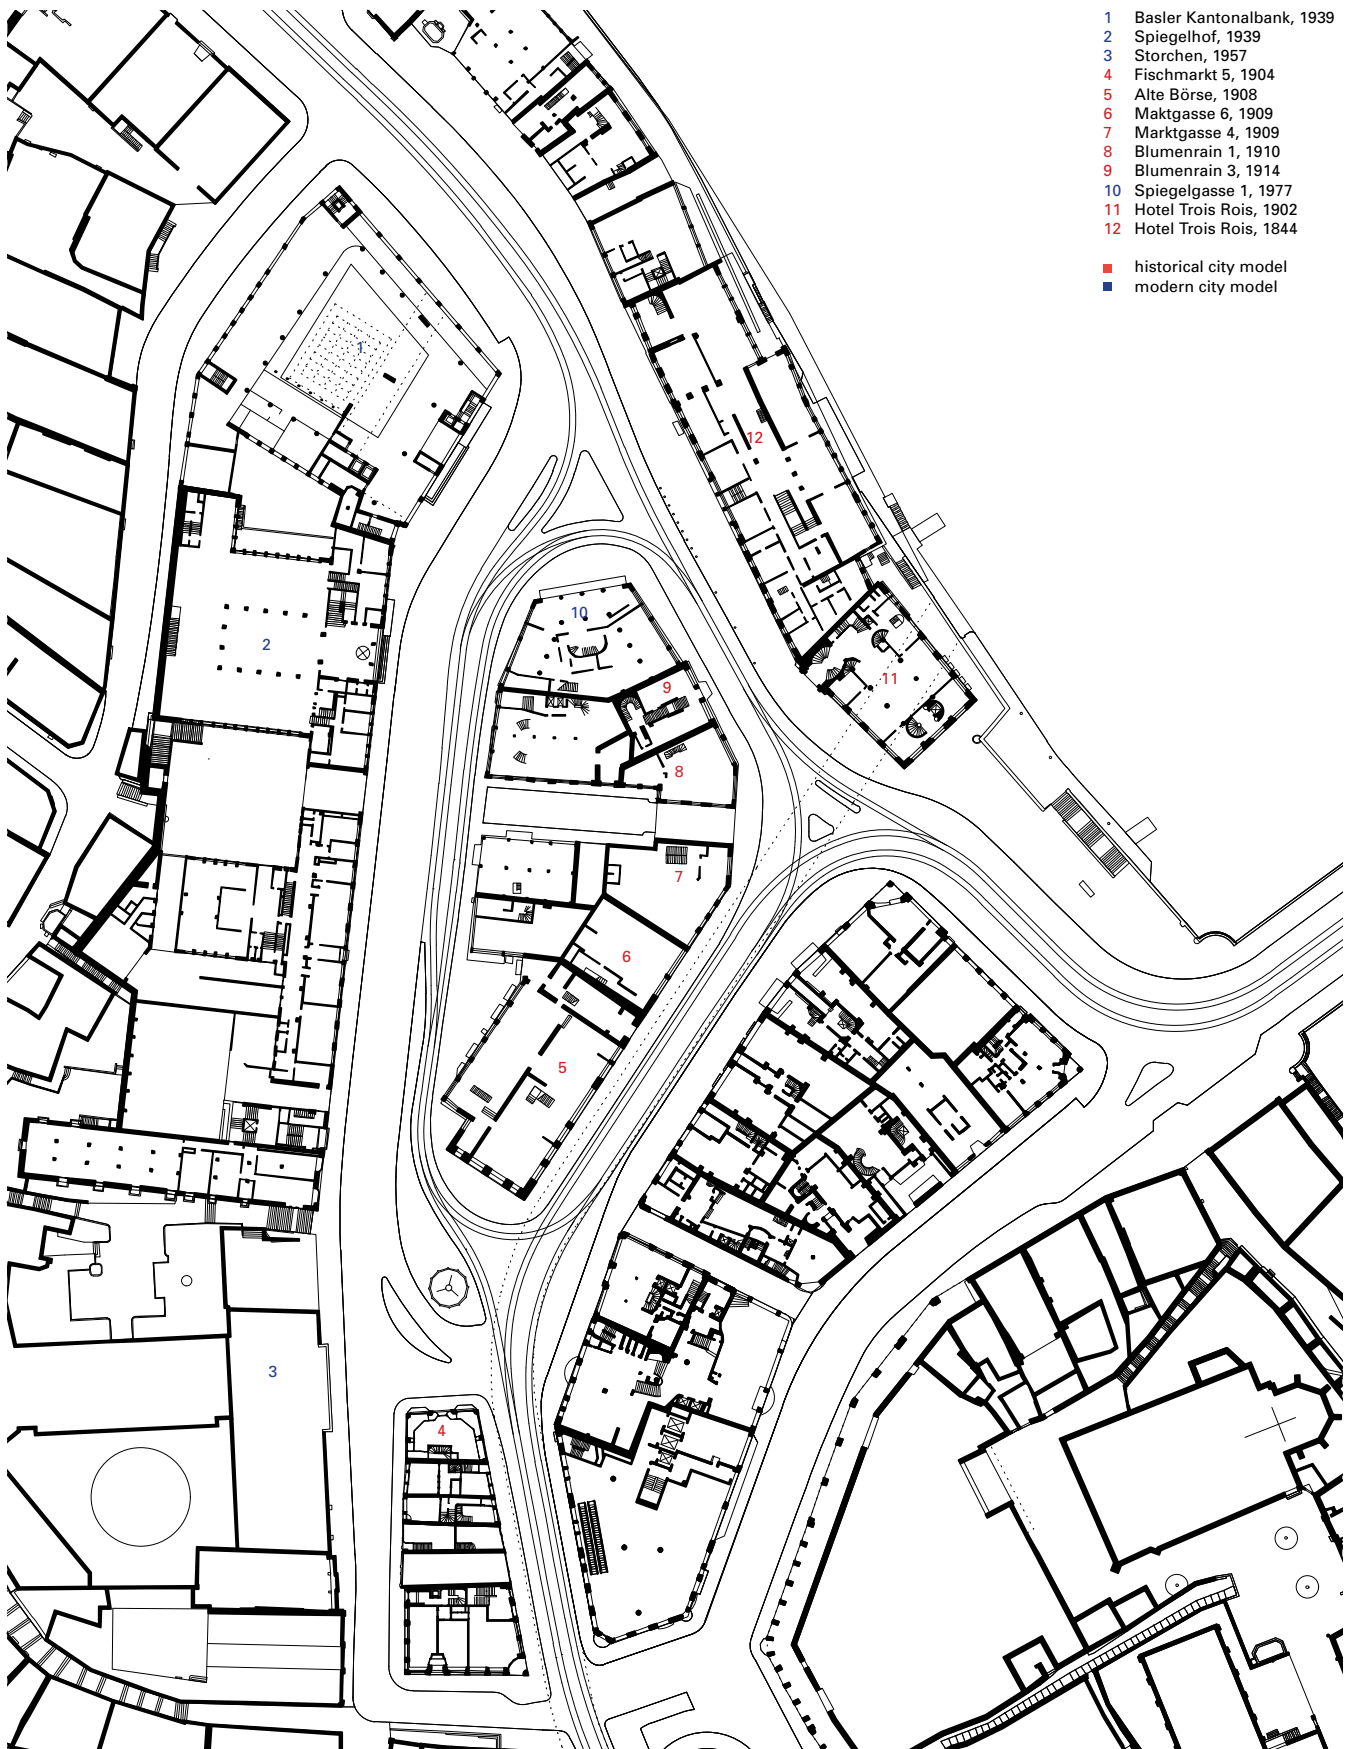 1 Basler Kantonalbank, 1939
2 Spiegelhof, 1939
3 Storchen, 1957
4 Fischmarkt 5, 1904
5 Alte Börse, 1908
6 Maktgasse 6, 1909
7 Marktgasse 4, 1909
8 Blumenrain 1, 1910
9 Blumenrain 3, 1914
10 Spiegelgasse 1, 1977
11 Hotel Trois Rois, 1902
12 Hotel Trois Rois, 1844
historical city model
modern city model
1
12
10
2
9
11
8
7
6
5
3
4